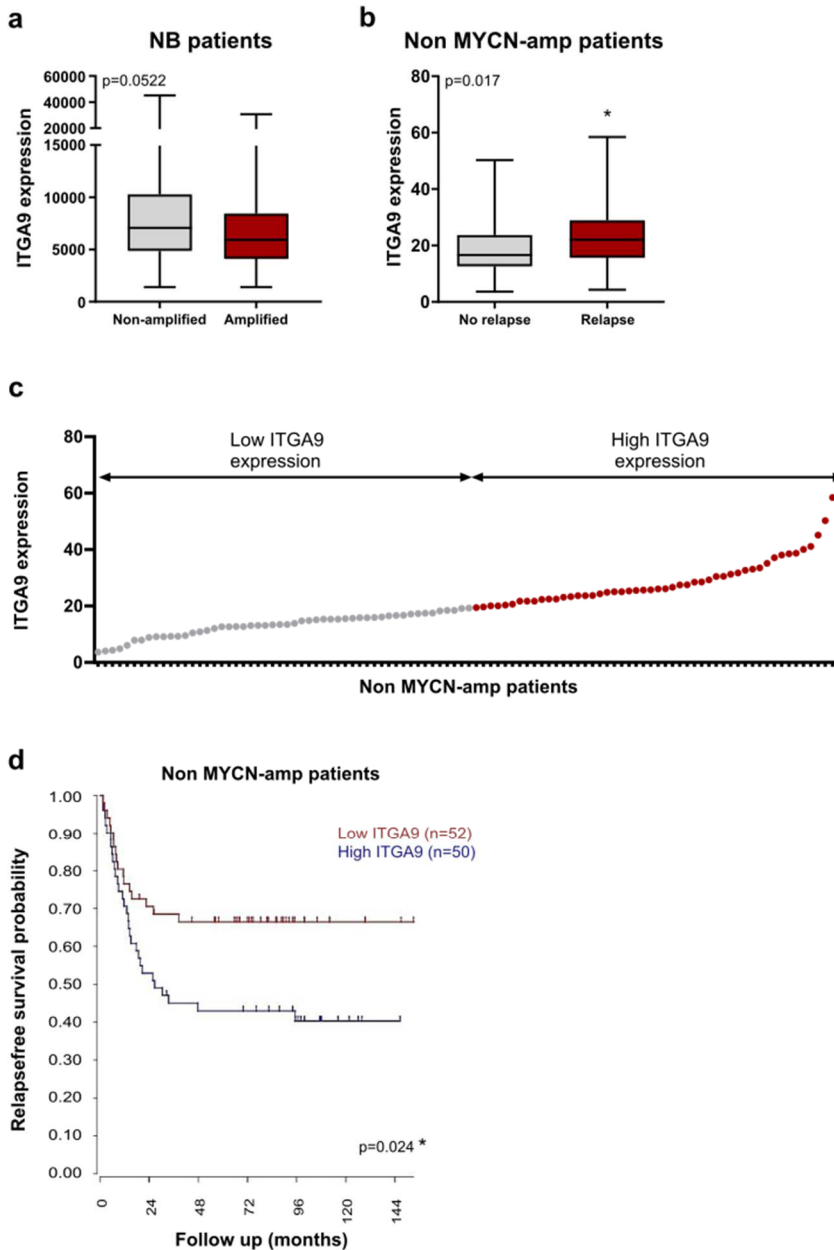 a
NB patients
p=0.0522
60000
40000
20000
15000
10000
5000
0
ITGA9 expression
Non-amplified
Amplified
b
Non MYCN-amp patients
p=0.017
80
60
40
20
0
ITGA9 expression
*
No relapse
Relapse
c
80
60
40
20
0
ITGA9 expression
Low ITGA9
expression
High ITGA9
expression
Non MYCN-amp patients
d
Non MYCN-amp patients
1.00
0.90
0.80
0.70
0.60
0.50
0.40
0.30
0.20
0.10
0.00
Relapsefree survival probability
Low ITGA9 (n=52)
High ITGA9 (n=50)
p=0.024 *
0
24
48
72
96
120
144
Follow up (months)